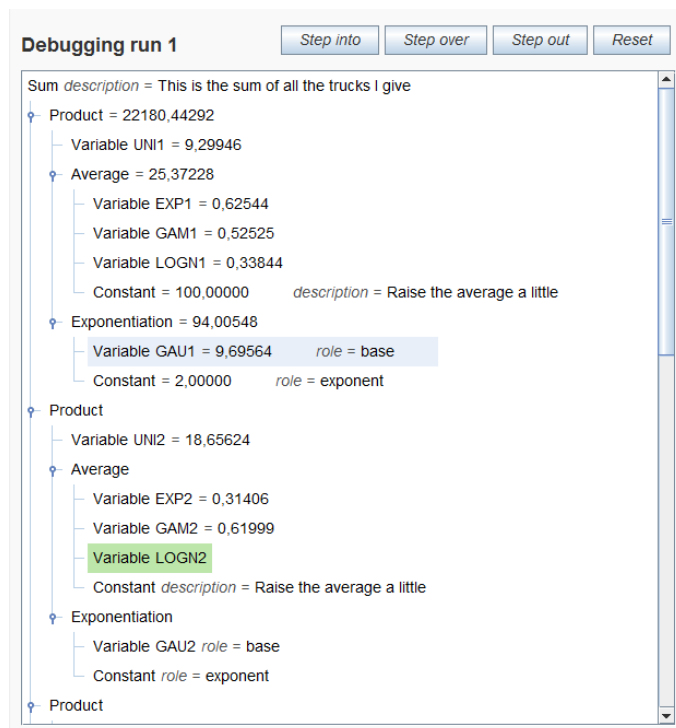 Debugging run 1
Step into
Step over
Step out
Reset
Sum description = This is the sum of all the trucks I give
Product = 22180,44292
Variable UNI1 = 9,29946
Average = 25,37228
Variable EXP1 = 0,62544
Variable GAM1 = 0,52525
Variable LOGN1 = 0,33844
Constant = 100,00000 description = Raise the average a little
Exponentiation = 94,00548
Variable GAU1 = 9,69564 role = base
Constant = 2,00000 role = exponent
Product
Variable UNI2 = 18,65624
Average
Variable EXP2 = 0,31406
Variable GAM2 = 0,61999
Variable LOGN2
Constant description = Raise the average a little
Exponentiation
Variable GAU2 role = base
Constant role = exponent
Product